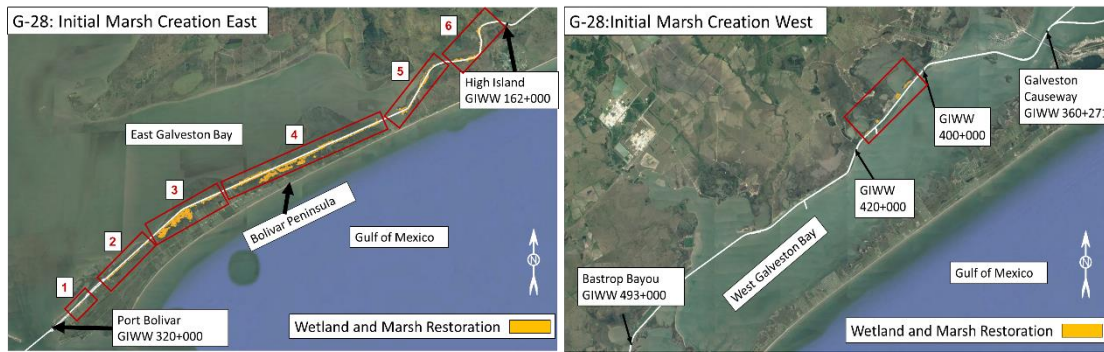 G-28: Initial Marsh Creation East
6
High Island
GIWW 162+000
5
East Galveston Bay
4
3
Bolivar Peninsula
2
Gulf of Mexico
1
N
Port Bolivar
GIWW 320+000
Wetland and Marsh Restoration
G-28:Initial Marsh Creation West
Galveston
Causeway
GIWW 360+271
GIWW
400+000
GIWW
420+000
West Galveston Bay
N
Bastrop Bayou
GIWW 493+000
Gulf of Mexico
Wetland and Marsh Restoration